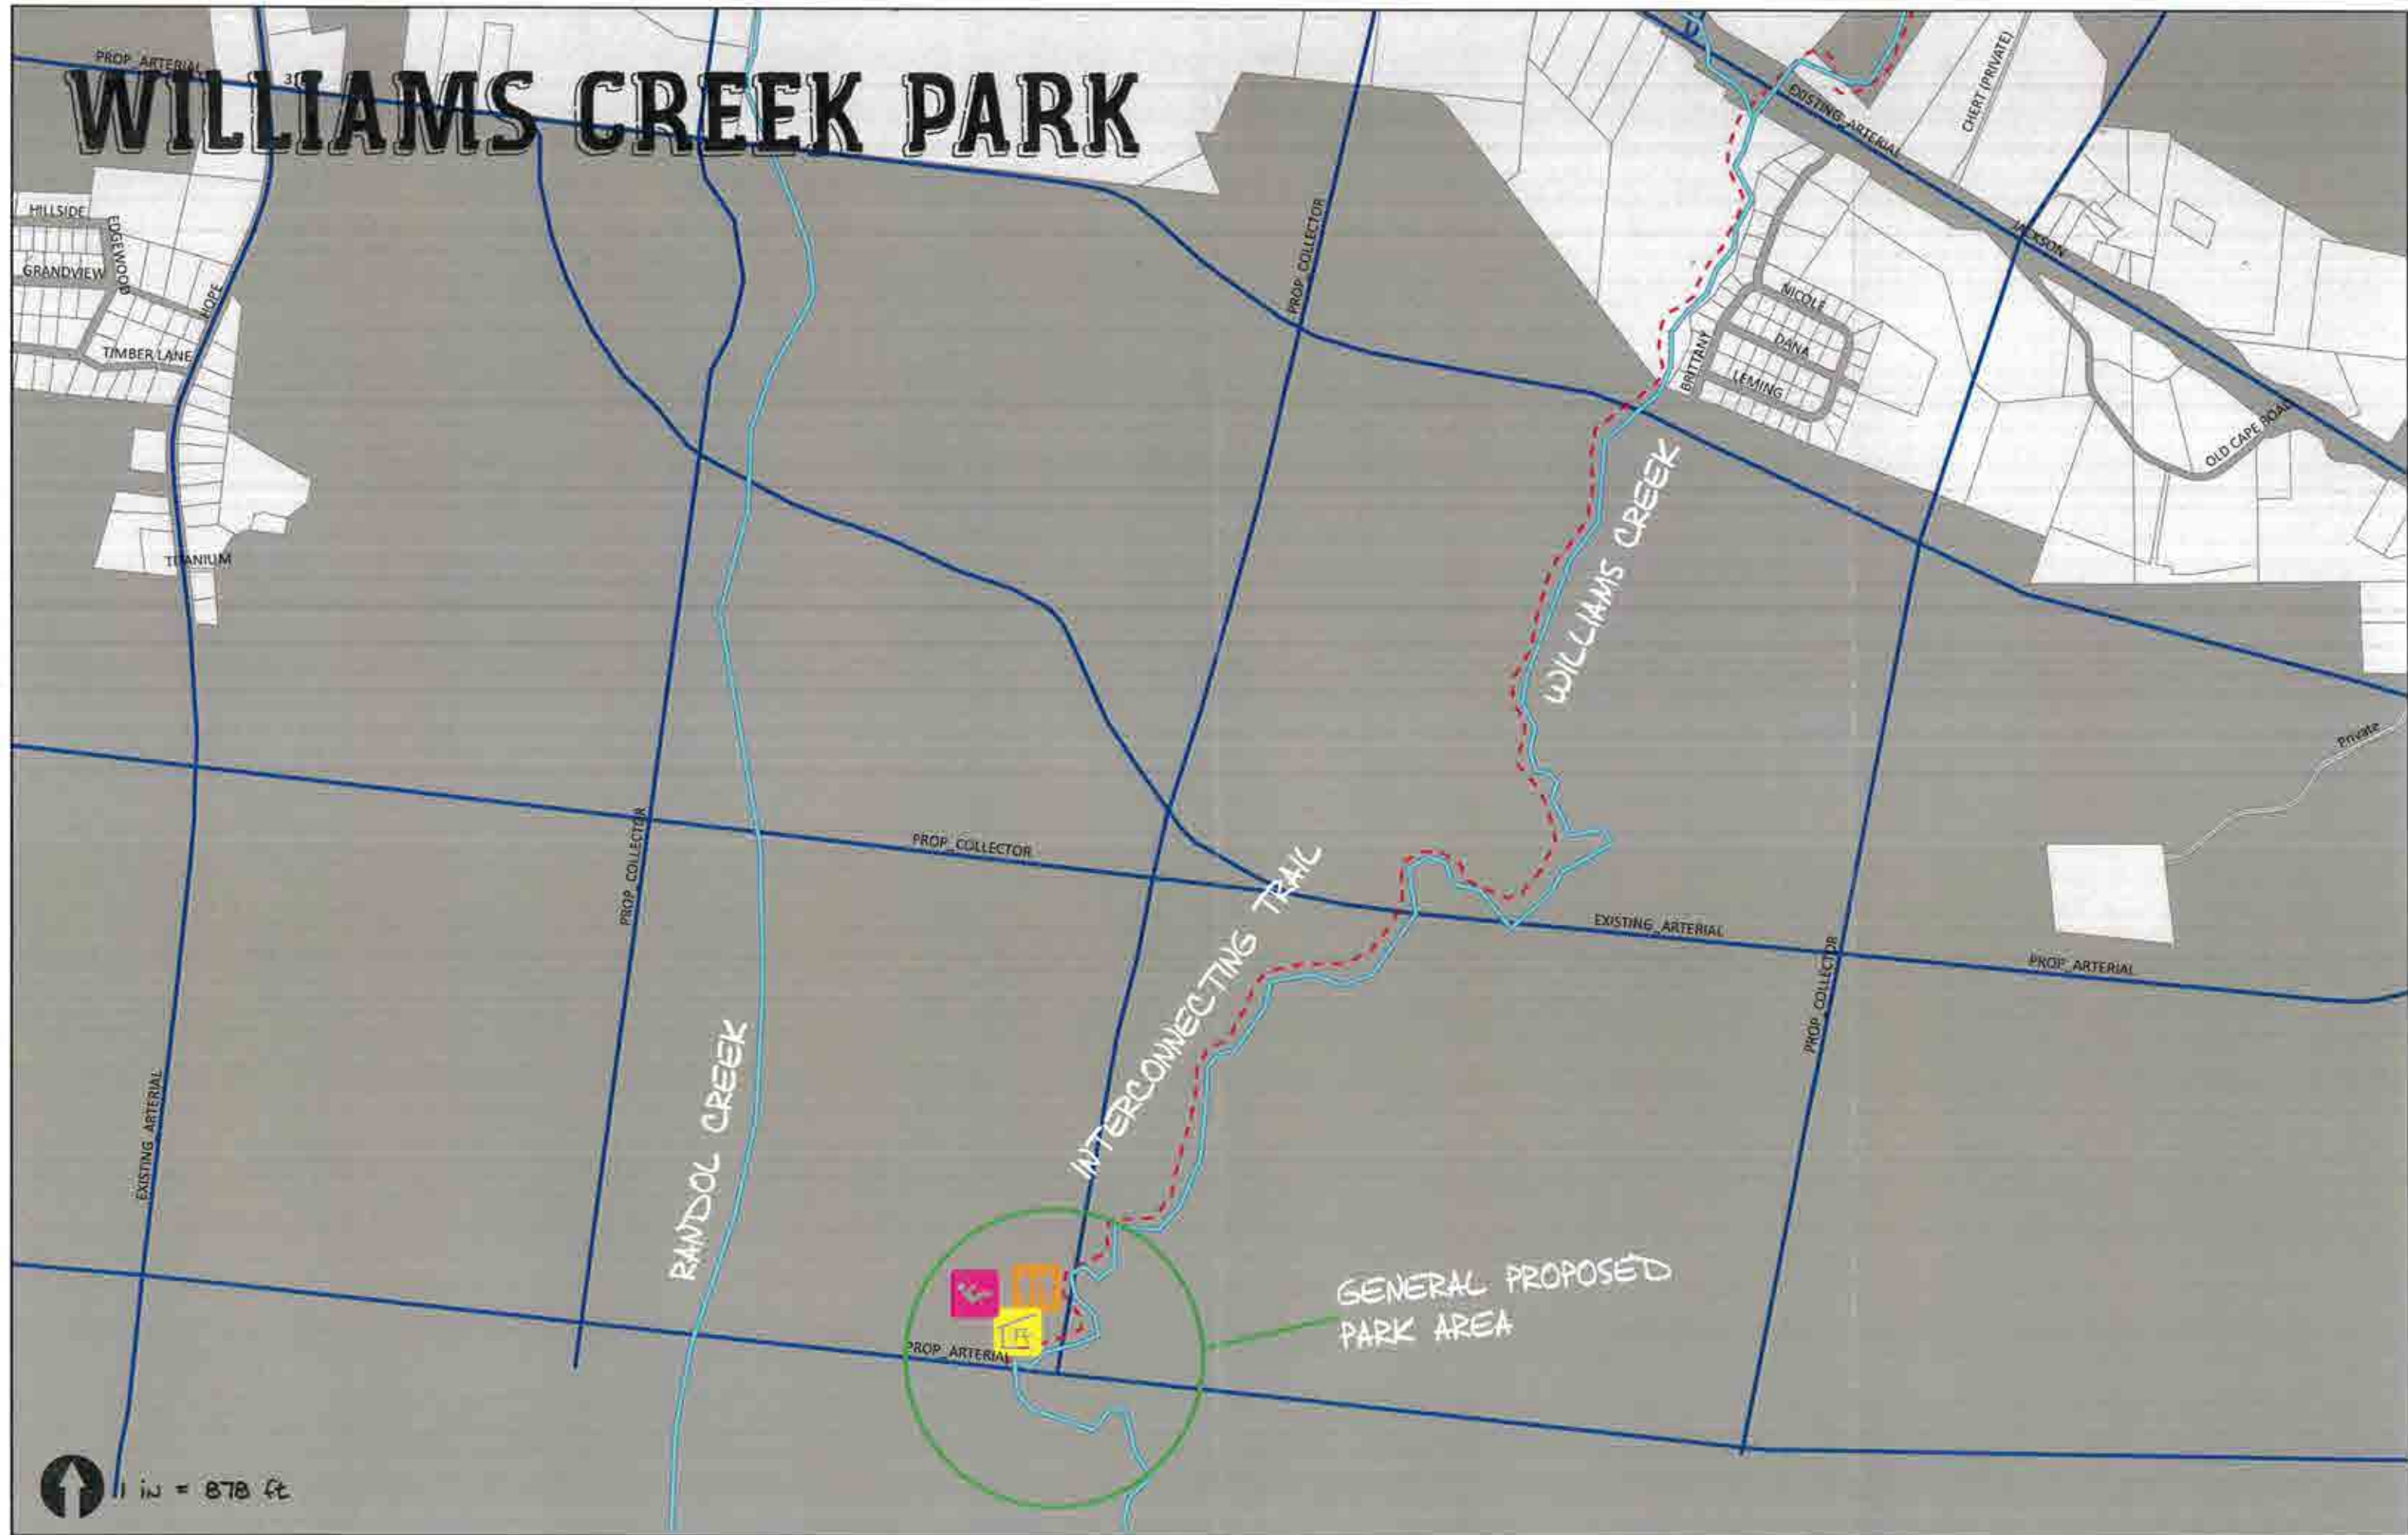 PROP_ARTERIAL
WILLIAMS CREEK PARK
CHERT (PRIVATE)
EXISTING_ARTERIAL
HILLSIDE
EDGEWOOD
GRANDVIEW
HOPE
TIMBER LANE
PROP_COLLECTOR
JACKSON
NICOLE
DANA
BRITTANY
LEMING
OLD CAPE ROAD
TITANIUM
WILLIAMS CREEK
Private
PROP_COLLECTOR
PROP_COLLECTOR
INTERCONNECTING TRAIL
EXISTING_ARTERIAL
PROP_COLLECTOR
PROP_ARTERIAL
RANDOL CREEK
EXISTING_ARTERIAL
GENERAL PROPOSED
PARK AREA
PROP_ARTERIAL
1 in = 878 ft